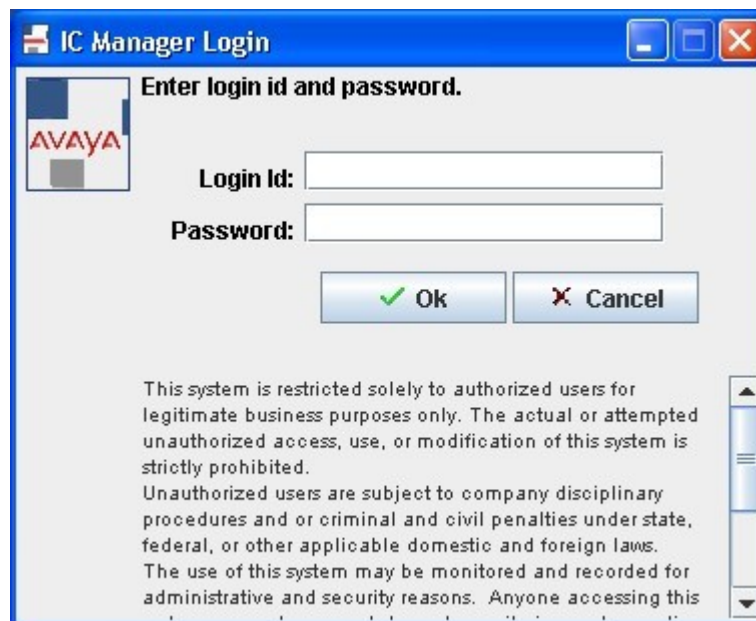 IC Manager Login
Enter login id and password.
AVAYA
Login Id:
Password:
Ok
Cancel
This system is restricted solely to authorized users for
legitimate business purposes only. The actual or attempted
unauthorized access, use, or modification of this system is
strictly prohibited.
Unauthorized users are subject to company disciplinary
procedures and or criminal and civil penalties under state,
federal, or other applicable domestic and foreign laws.
The use of this system may be monitored and recorded for
administrative and security reasons. Anyone accessing this